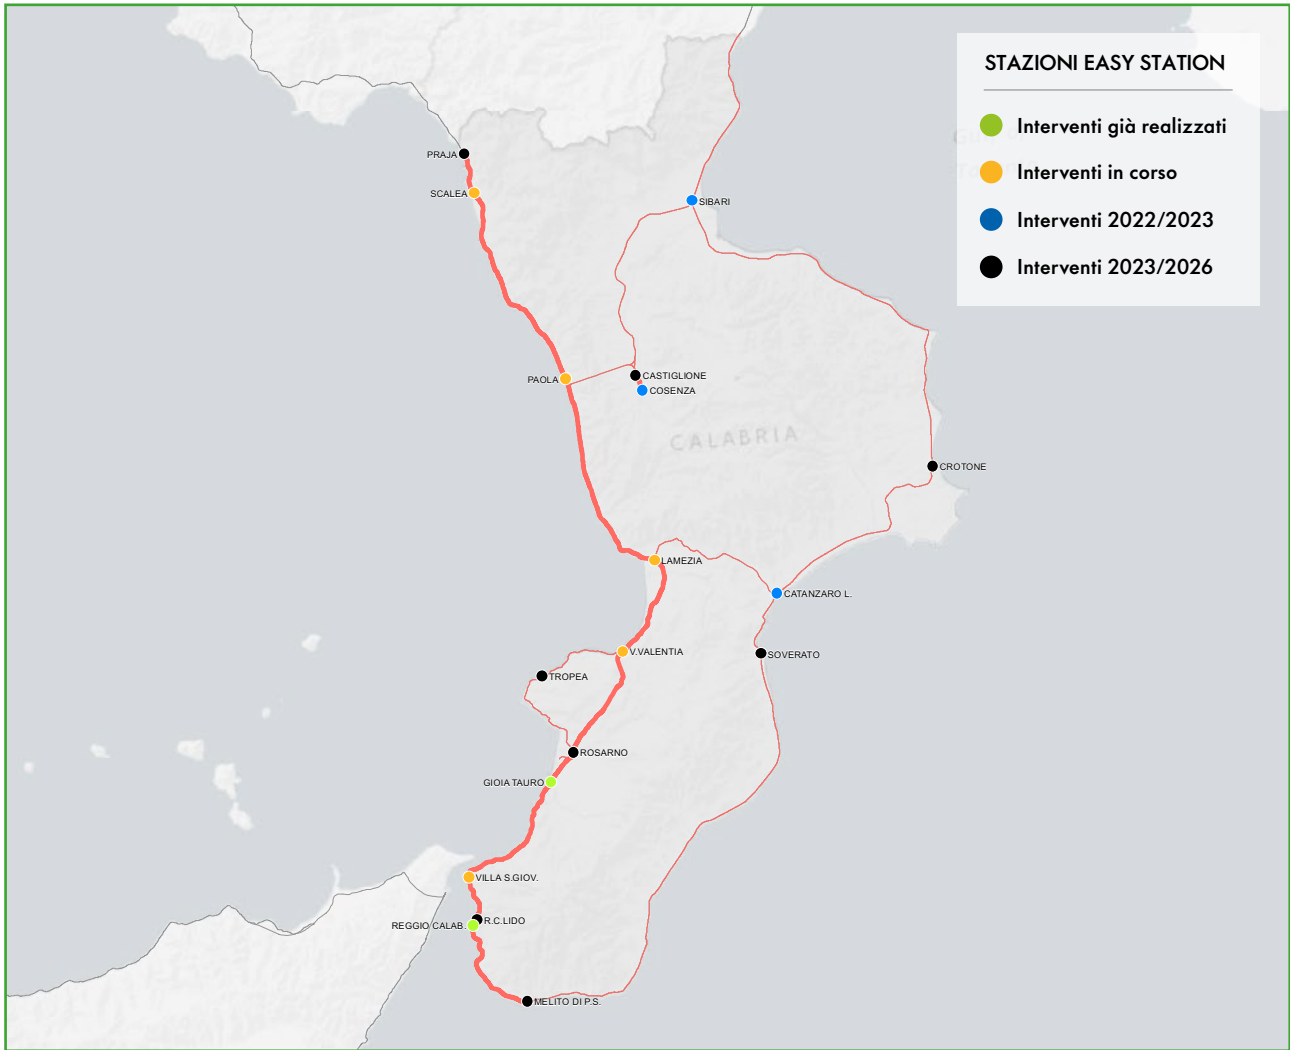 STAZIONI EASY STATION
Interventi già realizzati
Interventi in corso
Interventi 2022/2023
Interventi 2023/2026
PRAJA
SCALEA
SIBARI
PAOLA
CASTIGLIONE
COSENZA
CALABRIA
CROTONE
LAMEZIA
CATANZARO L.
V.VALENTIA
SOVERATO
TROPEA
ROSARNO
GIOIA TAURO
VILLA S.GIOV.
R.C.LIDO
REGGIO CALAB.
MELITO DI P.S.